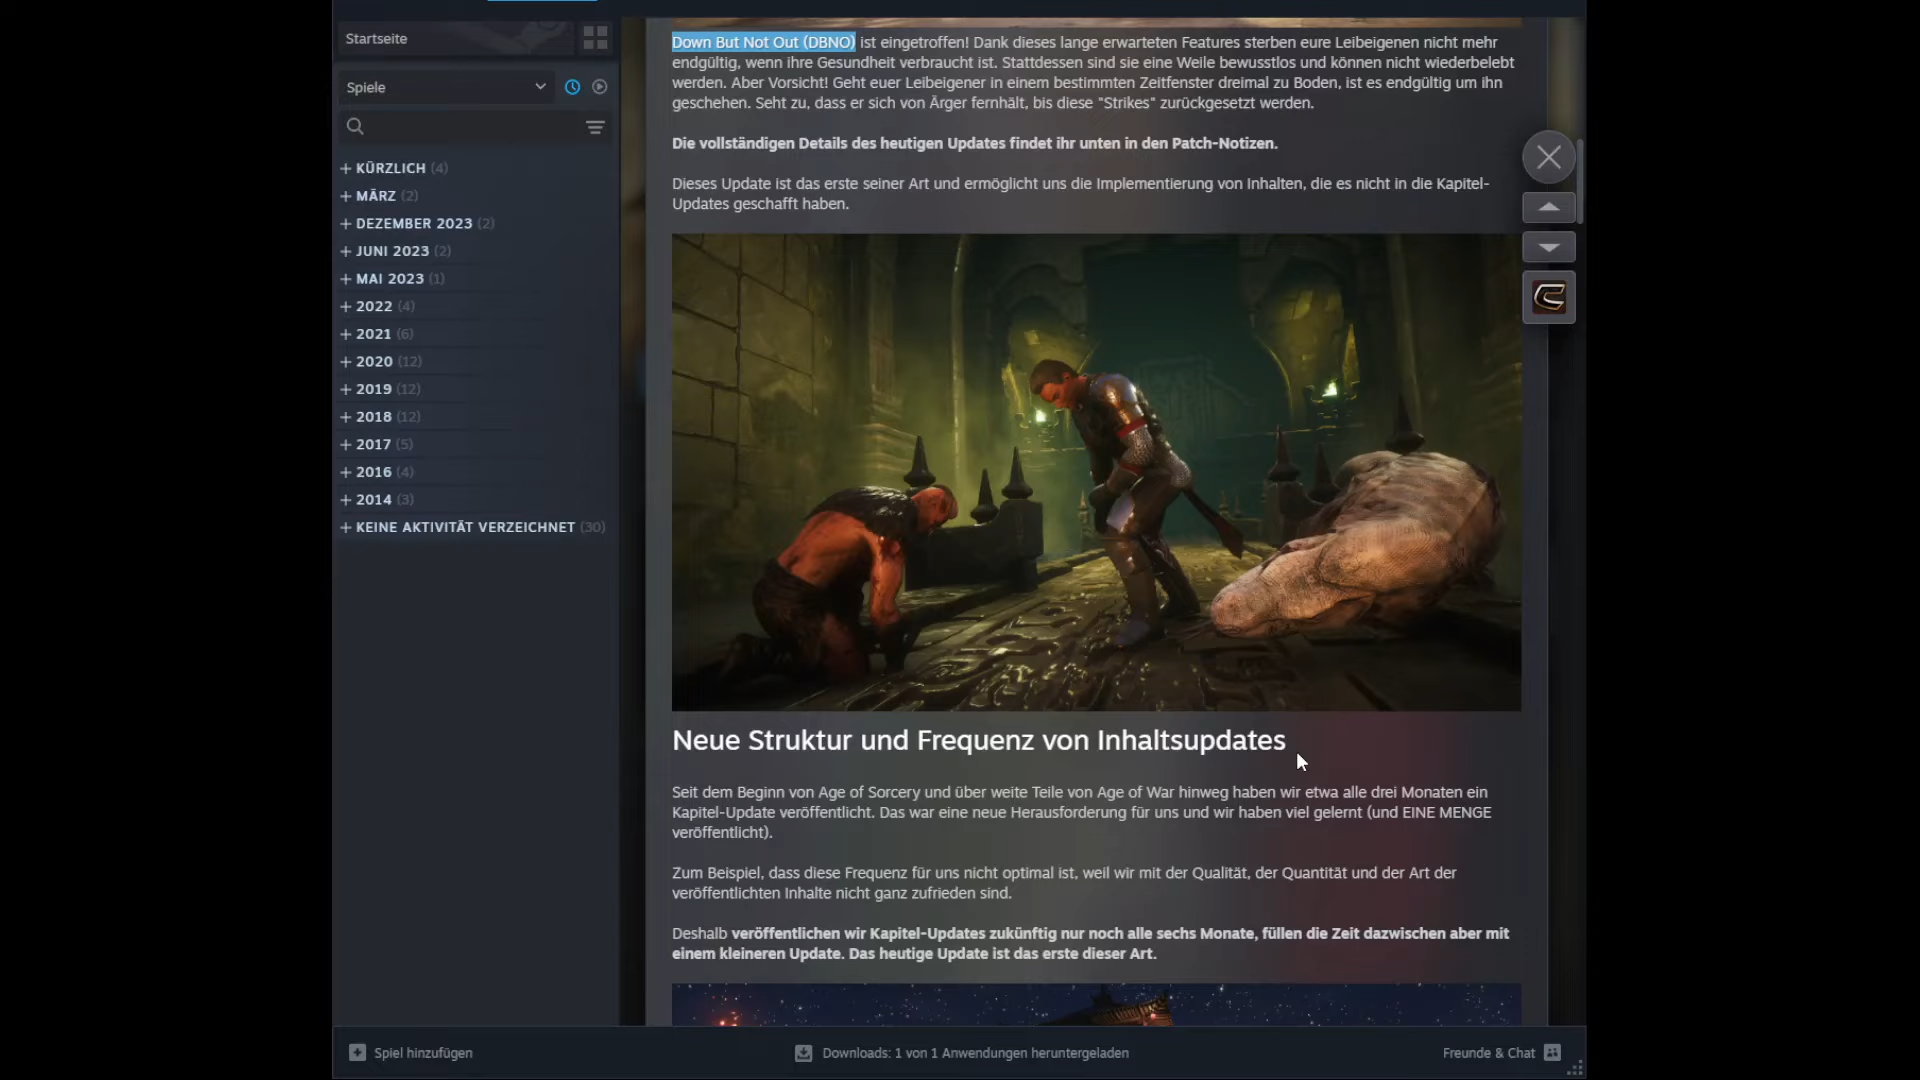 Startseite
Spiele
+ KÜRZLICH (4)
+ MÄRZ (2)
+ DEZEMBER 2023 (2)
+ JUNI 2023 (2)
+ MAI 2023 (1)
+ 2022 (4)
+ 2021 (6)
+ 2020 (12)
+ 2019 (12)
+ 2018 (12)
+ 2017 (5)
+ 2016 (4)
+ 2014 (3)
+ KEINE AKTIVITÄT VERZEICHNET (30)
Down But Not Out (DBNO) ist eingetroffen! Dank dieses lange erwarteten Features sterben eure Leibeigenen nicht mehr
endgültig, wenn ihre Gesundheit verbraucht ist. Stattdessen sind sie eine Weile bewusstlos und können nicht wiederbelebt
werden. Aber Vorsicht! Geht euer Leibeigener in einem bestimmten Zeitfenster dreimal zu Boden, ist es endgültig um ihn
geschehen. Seht zu, dass er sich von Ärger fernhält, bis diese "Strikes" zurückgesetzt werden.
Die vollständigen Details des heutigen Updates findet ihr unten in den Patch-Notizen.
Dieses Update ist das erste seiner Art und ermöglicht uns die Implementierung von Inhalten, die es nicht in die Kapitel-
Updates geschafft haben.
Neue Struktur und Frequenz von Inhaltsupdates
Seit dem Beginn von Age of Sorcery und über weite Teile von Age of War hinweg haben wir etwa alle drei Monaten ein
Kapitel-Update veröffentlicht. Das war eine neue Herausforderung für uns und wir haben viel gelernt (und EINE MENGE
veröffentlicht).
Zum Beispiel, dass diese Frequenz für uns nicht optimal ist, weil wir mit der Qualität, der Quantität und der Art der
veröffentlichten Inhalte nicht ganz zufrieden sind.
Deshalb veröffentlichen wir Kapitel-Updates zukünftig nur noch alle sechs Monate, füllen die Zeit dazwischen aber mit
einem kleineren Update. Das heutige Update ist das erste dieser Art.
Spiel hinzufügen
Downloads: 1 von 1 Anwendungen heruntergeladen
Freunde & Chat